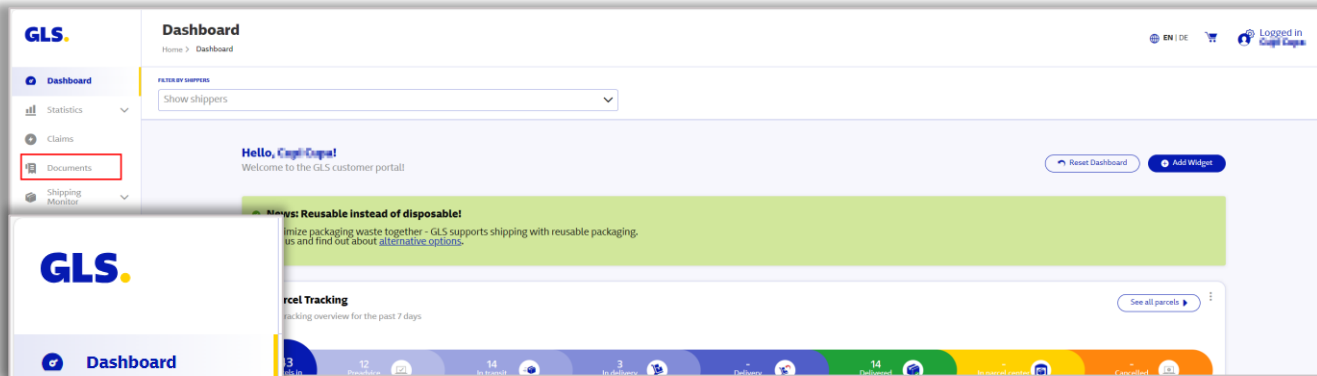 GLS.
Dashboard
Home > Dashboard
EN | DE
Logged in
Dashboard
Statistics
Claims
Documents
Shipping
Monitor
FILTER BY SHIPPERS
Show shippers
Hello,
Welcome to the GLS customer portal!
Reset Dashboard
Add Widget
News: Reusable instead of disposable!
imize packaging waste together - GLS supports shipping with reusable packaging.
us and find out about alternative options.
rcel Tracking
racking overview for the past 7 days
See all parcels
12
Preadvice
14
In transit
3
In delivery
-
Delivery
14
Delivered
-
In parcel center
-
Cancelled
GLS.
Dashboard